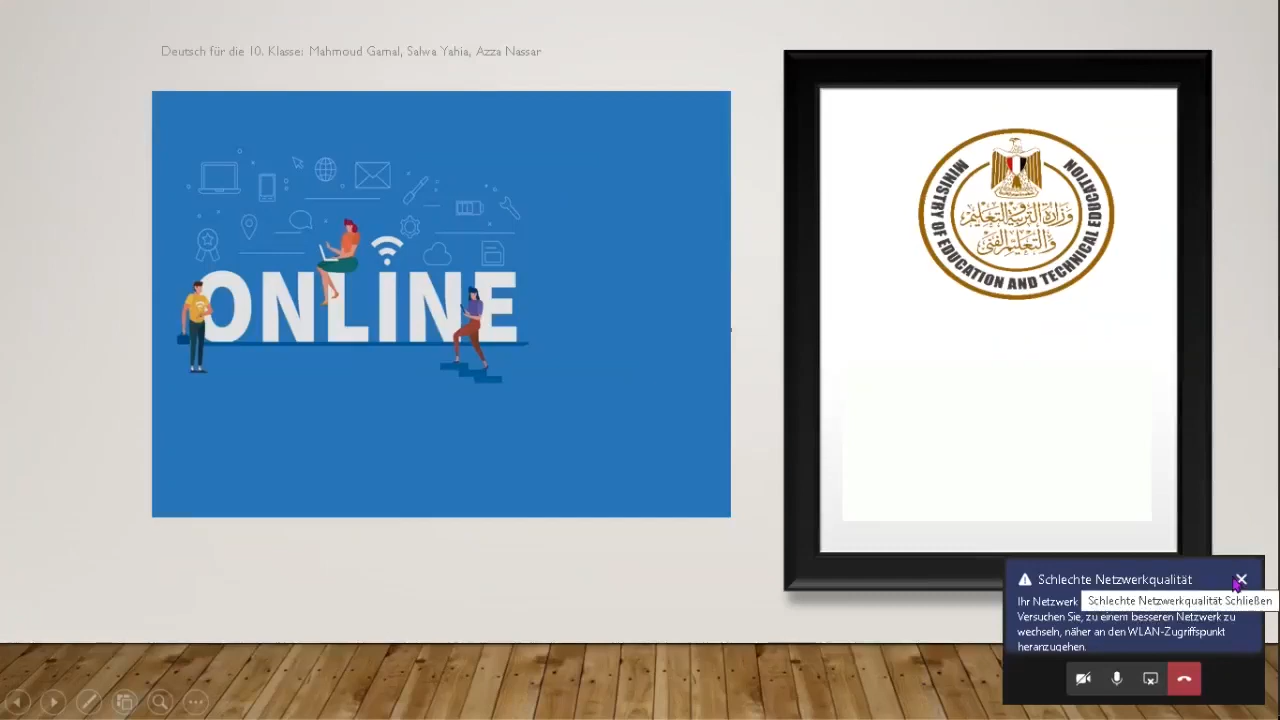 Deutsch für die 10. Klasse: Mahmoud Gamal, Salwa Yahia, Azza Nassar
ONLINE
MINISTRY OF EDUCATION AND TECHNICAL EDUCATION
وزارة التربية والتعليم
والتعليم الفني
Schlechte Netzwerkqualität
Ihr Netzwerk
Schlechte Netzwerkqualität Schließen
Versuchen Sie, zu einem besseren Netzwerk zu
wechseln, näher an den WLAN-Zugriffspunkt
heranzugehen.